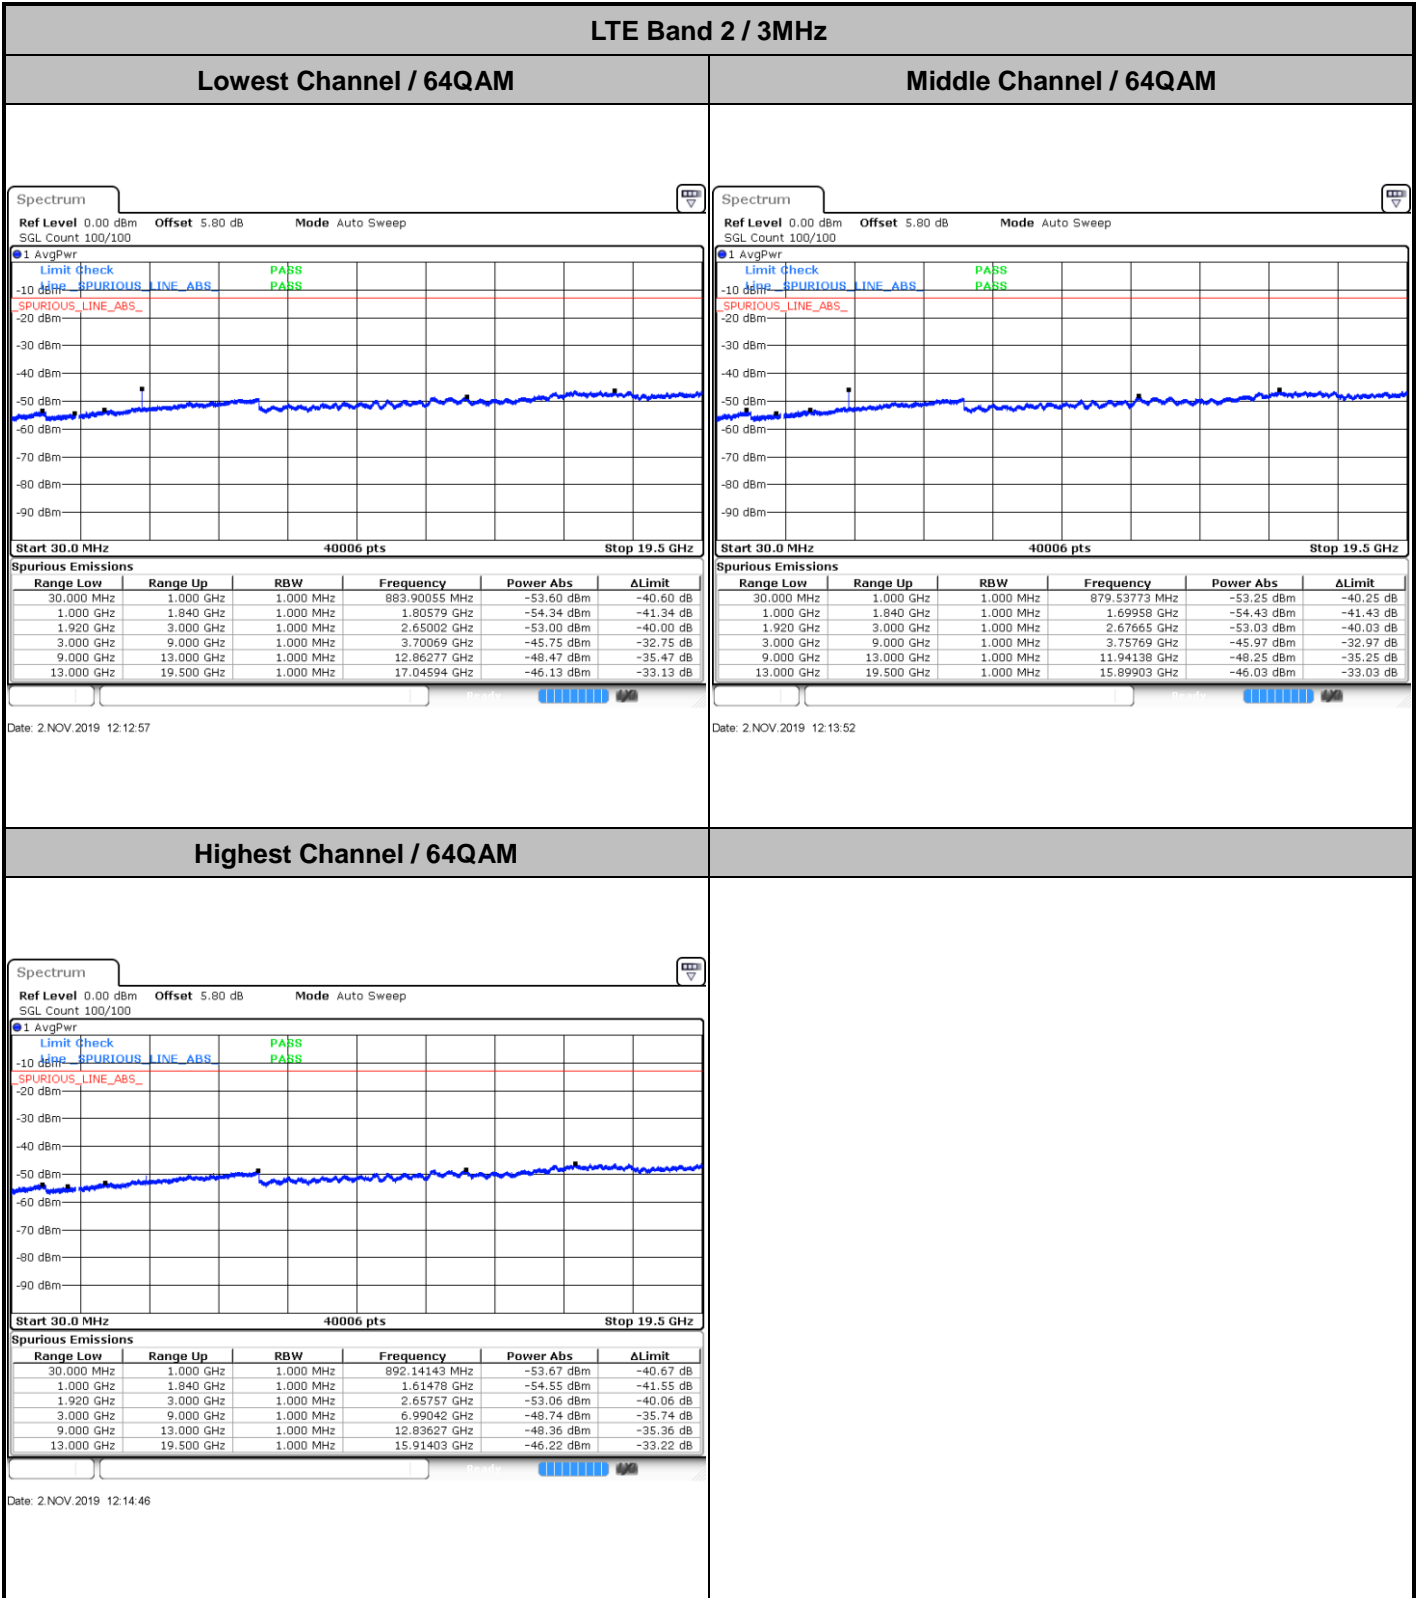 LTE Band 2 / 3MHz
Lowest Channel / 64QAM
Middle Channel / 64QAM
Spectrum
Ref Level 0.00 dBm Offset 5.80 dB Mode Auto Sweep
SGL Count 100/100
1 AvgPwr
Limit Check PASS
Line _SPURIOUS_LINE_ABS_ PASS
_SPURIOUS_LINE_ABS_
-10 dBm
-20 dBm
-30 dBm
-40 dBm
-50 dBm
-60 dBm
-70 dBm
-80 dBm
-90 dBm
Start 30.0 MHz 40006 pts Stop 19.5 GHz
Spurious Emissions
Range Low Range Up RBW Frequency Power Abs ΔLimit
30.000 MHz 1.000 GHz 1.000 MHz 883.90055 MHz -53.60 dBm -40.60 dB
1.000 GHz 1.840 GHz 1.000 MHz 1.80579 GHz -54.34 dBm -41.34 dB
1.920 GHz 3.000 GHz 1.000 MHz 2.65002 GHz -53.00 dBm -40.00 dB
3.000 GHz 9.000 GHz 1.000 MHz 3.70069 GHz -45.75 dBm -32.75 dB
9.000 GHz 13.000 GHz 1.000 MHz 12.86277 GHz -48.47 dBm -35.47 dB
13.000 GHz 19.500 GHz 1.000 MHz 17.04594 GHz -46.13 dBm -33.13 dB
Ready
Date: 2.NOV.2019 12:12:57
Spectrum
Ref Level 0.00 dBm Offset 5.80 dB Mode Auto Sweep
SGL Count 100/100
1 AvgPwr
Limit Check PASS
Line _SPURIOUS_LINE_ABS_ PASS
_SPURIOUS_LINE_ABS_
-10 dBm
-20 dBm
-30 dBm
-40 dBm
-50 dBm
-60 dBm
-70 dBm
-80 dBm
-90 dBm
Start 30.0 MHz 40006 pts Stop 19.5 GHz
Spurious Emissions
Range Low Range Up RBW Frequency Power Abs ΔLimit
30.000 MHz 1.000 GHz 1.000 MHz 879.53773 MHz -53.25 dBm -40.25 dB
1.000 GHz 1.840 GHz 1.000 MHz 1.69958 GHz -54.43 dBm -41.43 dB
1.920 GHz 3.000 GHz 1.000 MHz 2.67665 GHz -53.03 dBm -40.03 dB
3.000 GHz 9.000 GHz 1.000 MHz 3.75769 GHz -45.97 dBm -32.97 dB
9.000 GHz 13.000 GHz 1.000 MHz 11.94138 GHz -48.25 dBm -35.25 dB
13.000 GHz 19.500 GHz 1.000 MHz 15.89903 GHz -46.03 dBm -33.03 dB
Ready
Date: 2.NOV.2019 12:13:52
Highest Channel / 64QAM
Spectrum
Ref Level 0.00 dBm Offset 5.80 dB Mode Auto Sweep
SGL Count 100/100
1 AvgPwr
Limit Check PASS
Line _SPURIOUS_LINE_ABS_ PASS
_SPURIOUS_LINE_ABS_
-10 dBm
-20 dBm
-30 dBm
-40 dBm
-50 dBm
-60 dBm
-70 dBm
-80 dBm
-90 dBm
Start 30.0 MHz 40006 pts Stop 19.5 GHz
Spurious Emissions
Range Low Range Up RBW Frequency Power Abs ΔLimit
30.000 MHz 1.000 GHz 1.000 MHz 892.14143 MHz -53.67 dBm -40.67 dB
1.000 GHz 1.840 GHz 1.000 MHz 1.61478 GHz -54.55 dBm -41.55 dB
1.920 GHz 3.000 GHz 1.000 MHz 2.65757 GHz -53.06 dBm -40.06 dB
3.000 GHz 9.000 GHz 1.000 MHz 6.99042 GHz -48.74 dBm -35.74 dB
9.000 GHz 13.000 GHz 1.000 MHz 12.83627 GHz -48.36 dBm -35.36 dB
13.000 GHz 19.500 GHz 1.000 MHz 15.91403 GHz -46.22 dBm -33.22 dB
Ready
Date: 2.NOV.2019 12:14:46